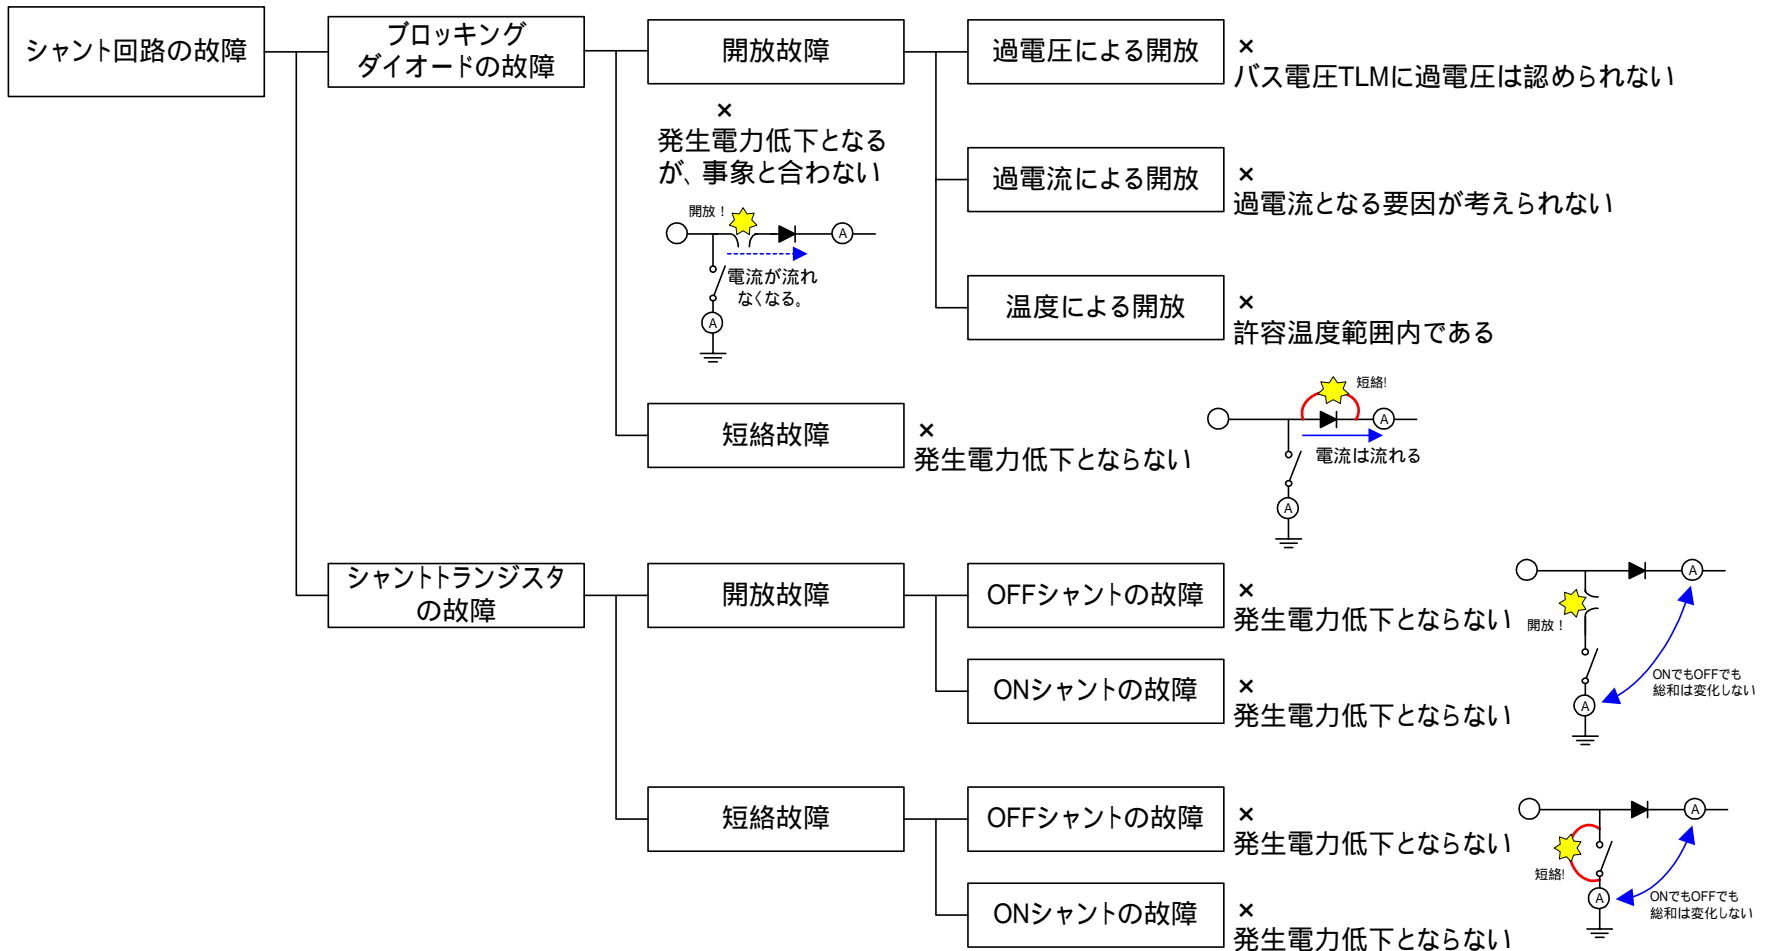 シャント回路の故障
ブロッキング
ダイオードの故障
開放故障
×
発生電力低下となる
が、事象と合わない
開放！
A
電流が流れ
なくなる。
A
過電圧による開放
×
バス電圧TLMに過電圧は認められない
過電流による開放
×
過電流となる要因が考えられない
温度による開放
×
許容温度範囲内である
短絡故障
×
発生電力低下とならない
短絡!
A
電流は流れる
A
シャントトランジスタ
の故障
開放故障
OFFシャントの故障
×
発生電力低下とならない
ONシャントの故障
×
発生電力低下とならない
A
開放！
ONでもOFFでも
総和は変化しない
A
短絡故障
OFFシャントの故障
×
発生電力低下とならない
ONシャントの故障
×
発生電力低下とならない
A
短絡!
ONでもOFFでも
総和は変化しない
A